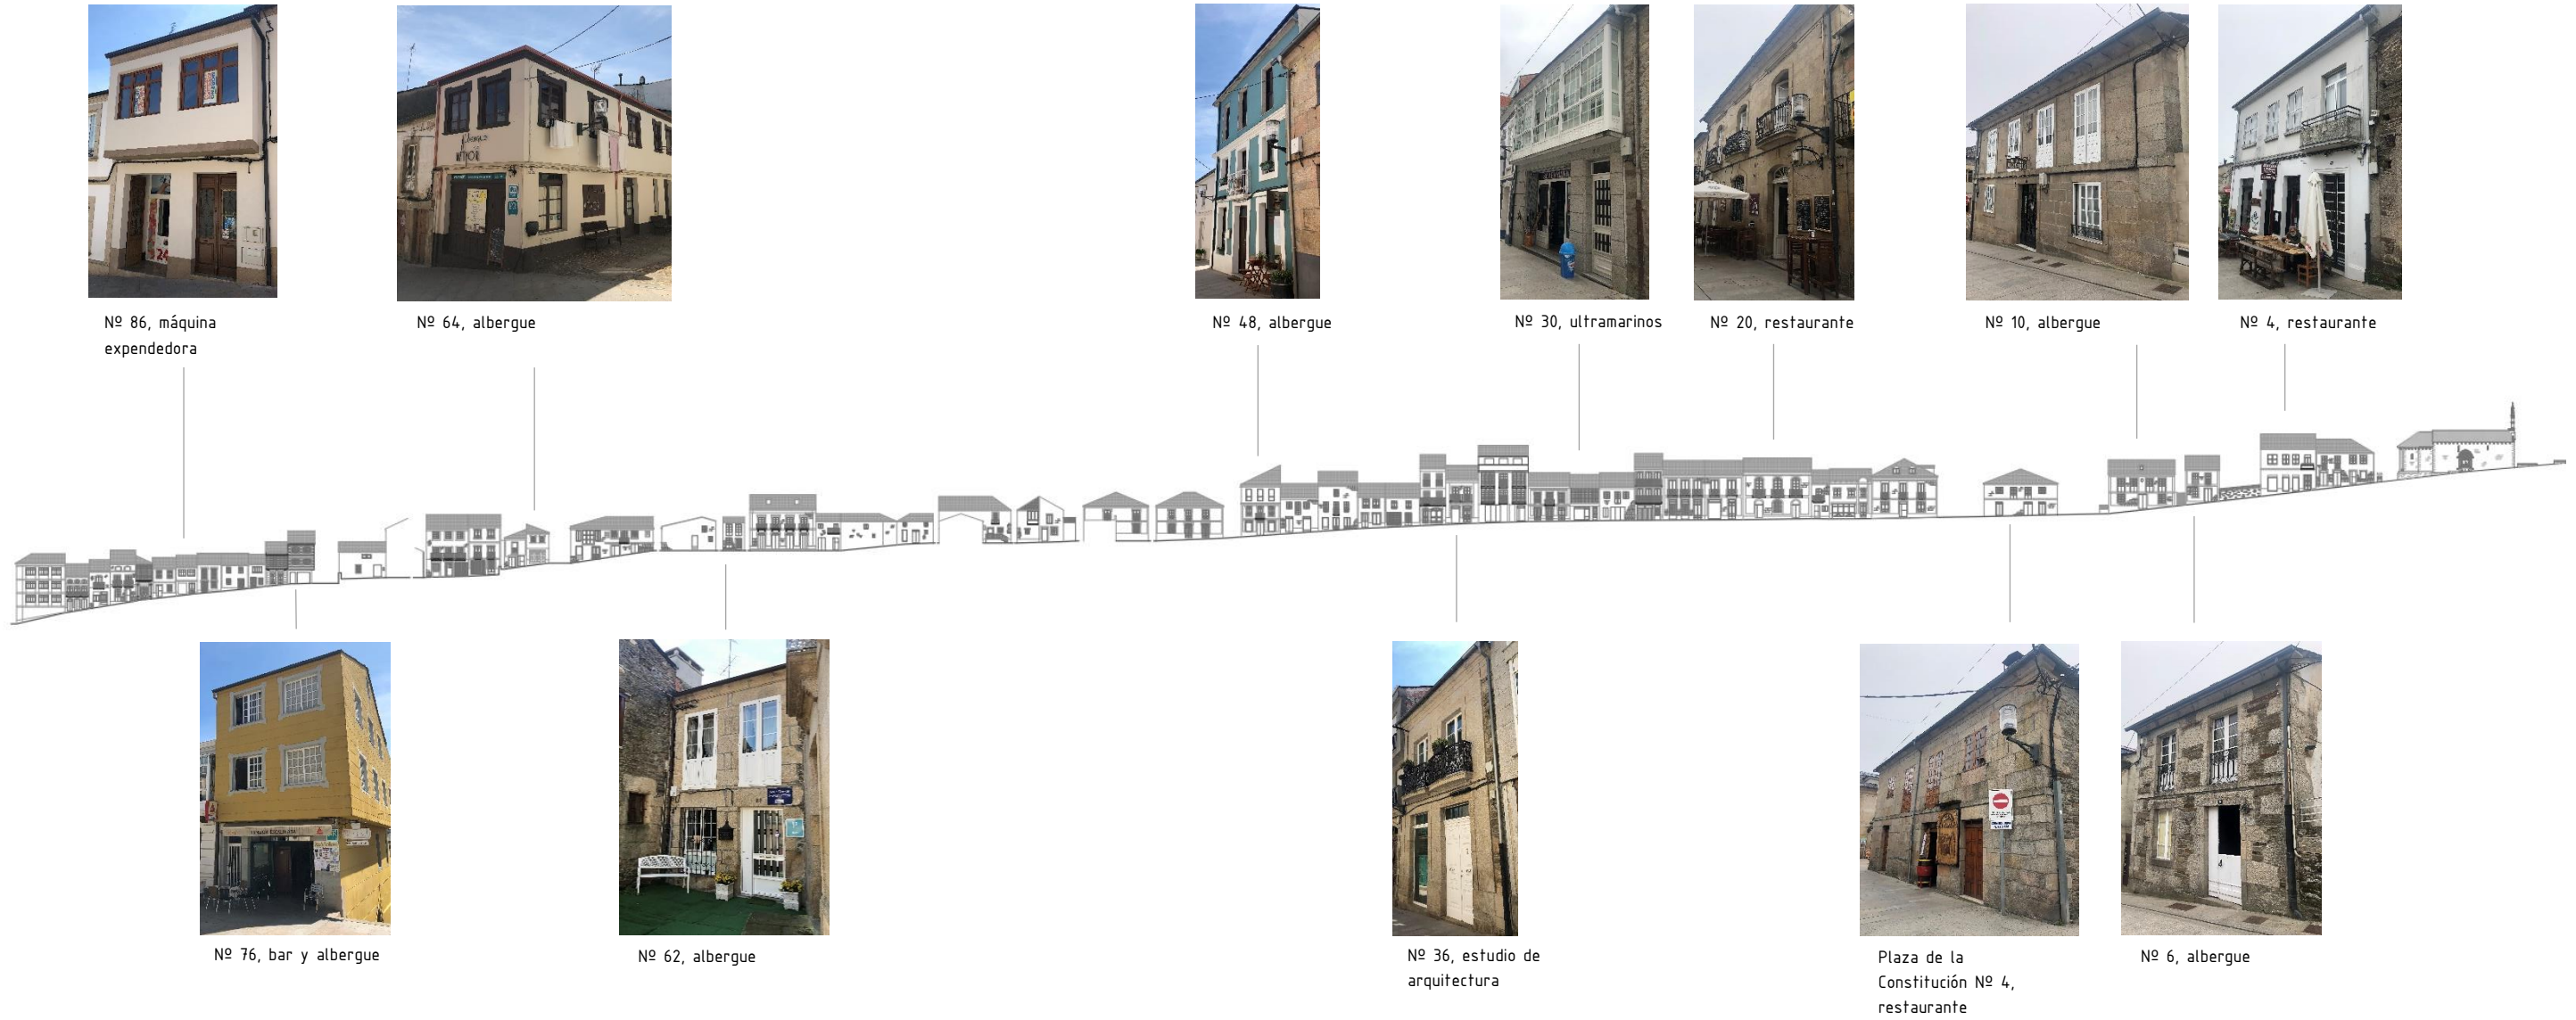 Nº 86, máquina
expendedora
Nº 64, albergue
Nº 48, albergue
Nº 30, ultramarinos
Nº 20, restaurante
Nº 10, albergue
Nº 4, restaurante
Nº 76, bar y albergue
Nº 62, albergue
Nº 36, estudio de
arquitectura
Plaza de la
Constitución Nº 4,
restaurante
Nº 6, albergue
24
4